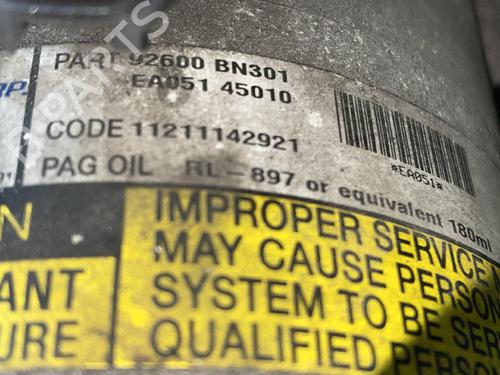 PART 92600 BN301
EA051 45010
CODE 11211142921
*EA051*
PAG OIL RL-897 or equivalent 180ml
IMPROPER SERVICE
MAY CAUSE PERSON
SYSTEM TO BE SER
QUALIFIED PERSO
ANT
URE